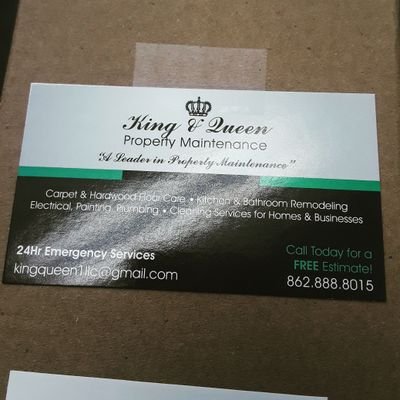 King & Queen
Property Maintenance
"A Leader in Property Maintenance"
Carpet & Hardwood Floor Care • Kitchen & Bathroom Remodeling
Electrical, Painting, Plumbing • Cleaning Services for Homes & Businesses
24Hr Emergency Services
kingqueen1llc@gmail.com
Call Today for a
FREE Estimate!
862.888.8015